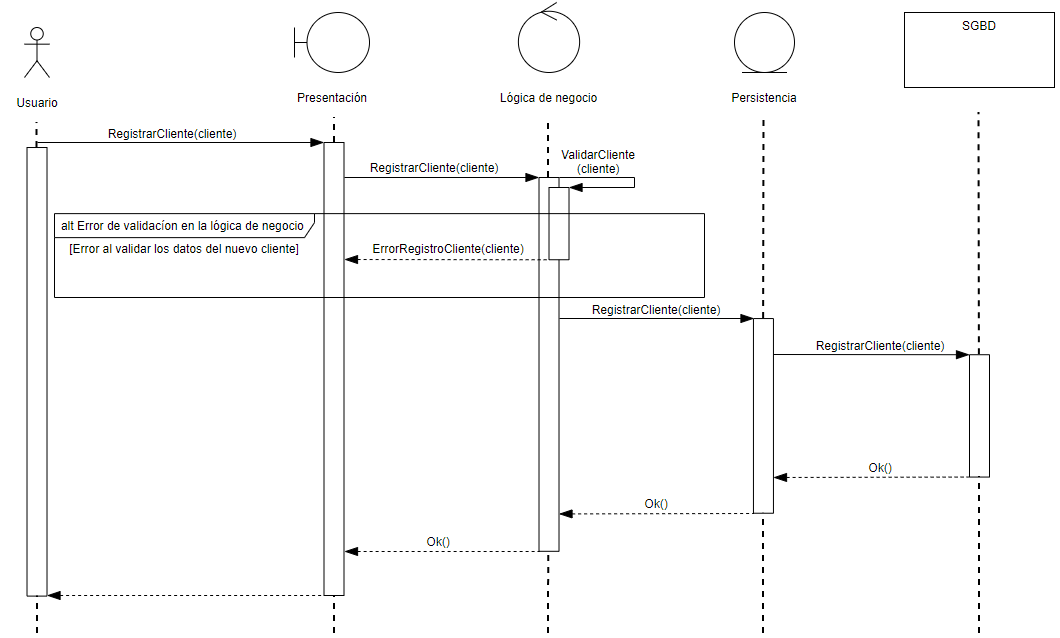 SGBD
Usuario
Presentación
Lógica de negocio
Persistencia
RegistrarCliente(cliente)
RegistrarCliente(cliente)
ValidarCliente
(cliente)
alt Error de validacíon en la lógica de negocio
[Error al validar los datos del nuevo cliente]
ErrorRegistroCliente(cliente)
RegistrarCliente(cliente)
RegistrarCliente(cliente)
Ok()
Ok()
Ok()